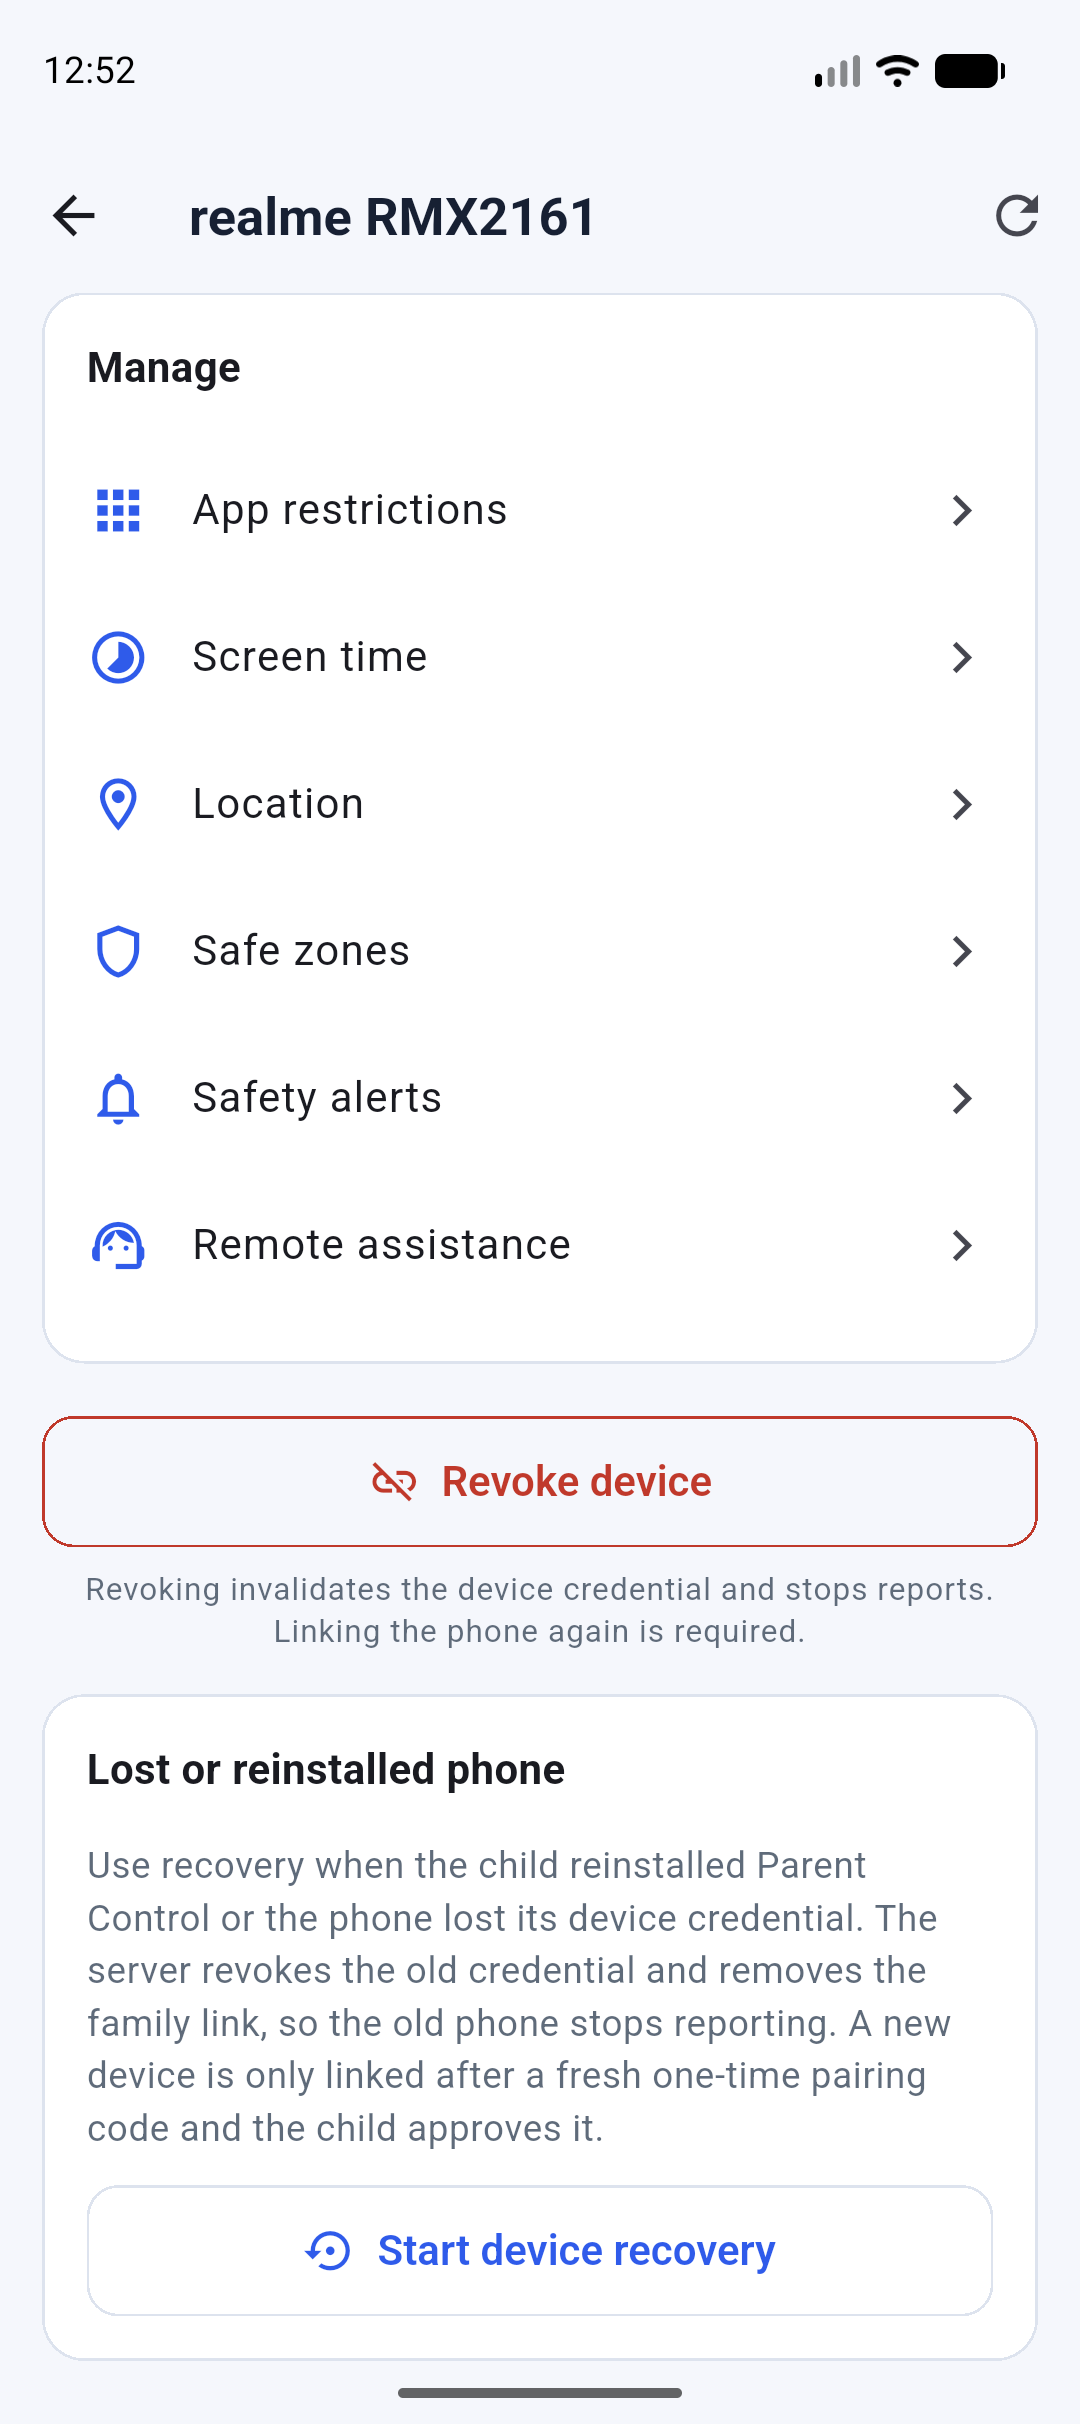 12:52
realme RMX2161
Manage
App restrictions
Screen time
Location
Safe zones
Safety alerts
Remote assistance
Revoke device
Revoking invalidates the device credential and stops reports.
Linking the phone again is required.
Lost or reinstalled phone
Use recovery when the child reinstalled Parent
Control or the phone lost its device credential. The
server revokes the old credential and removes the
family link, so the old phone stops reporting. A new
device is only linked after a fresh one-time pairing
code and the child approves it.
Start device recovery